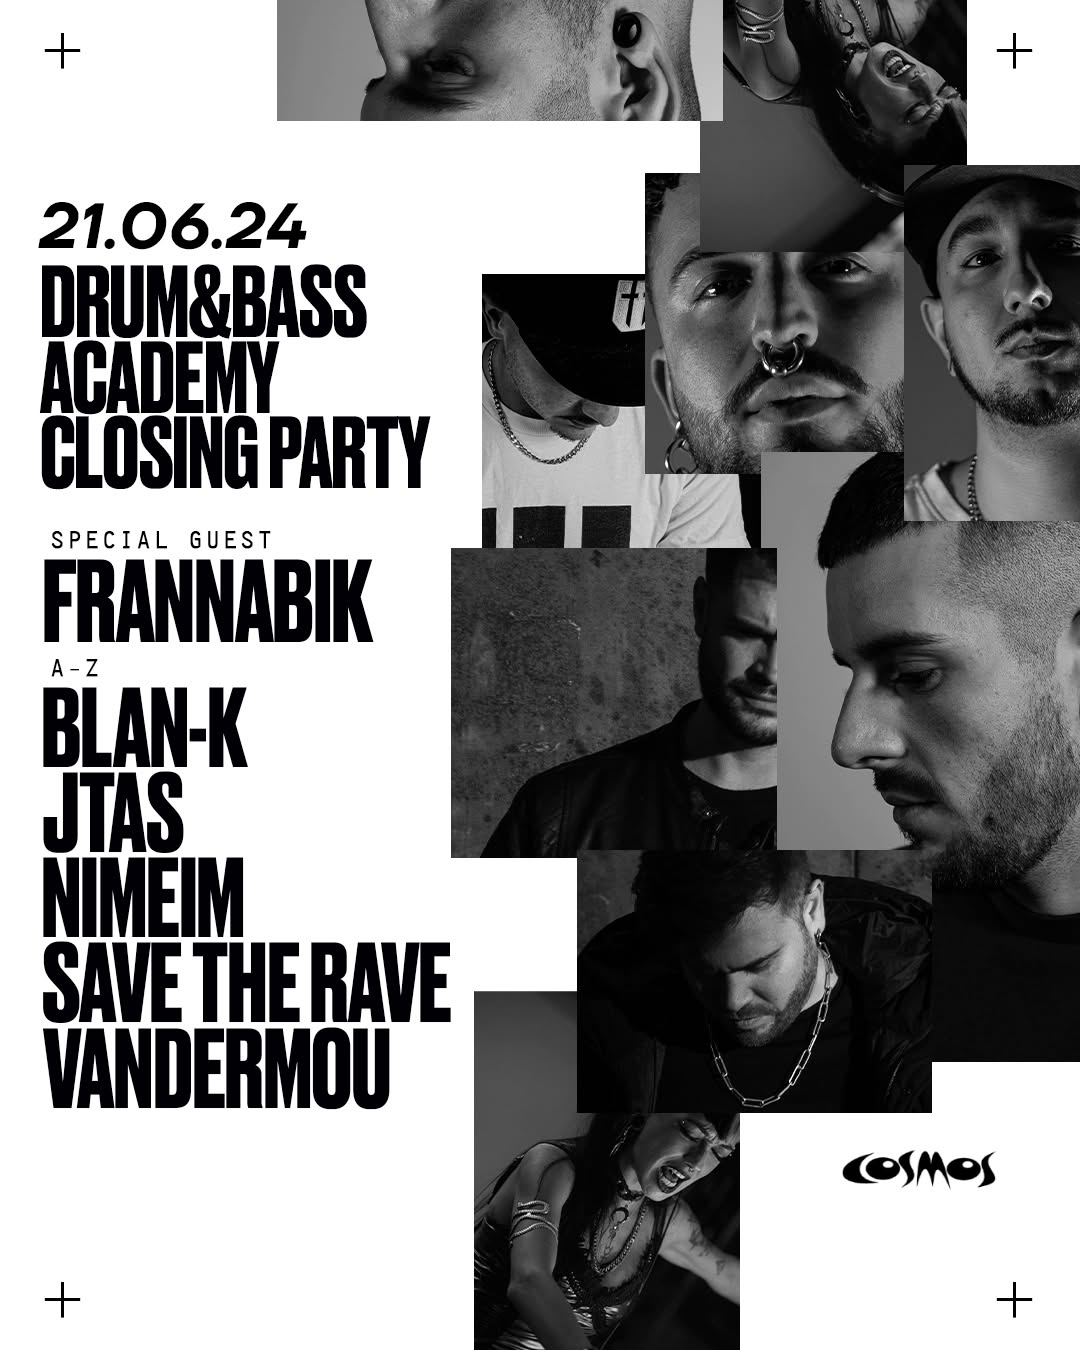 21.06.24
DRUM&BASS
ACADEMY
CLOSING PARTY
SPECIAL GUEST
FRANNABIK
A-Z
BLAN-K
JTAS
NIMEIM
SAVE THE RAVE
VANDERMOU
COSMOS